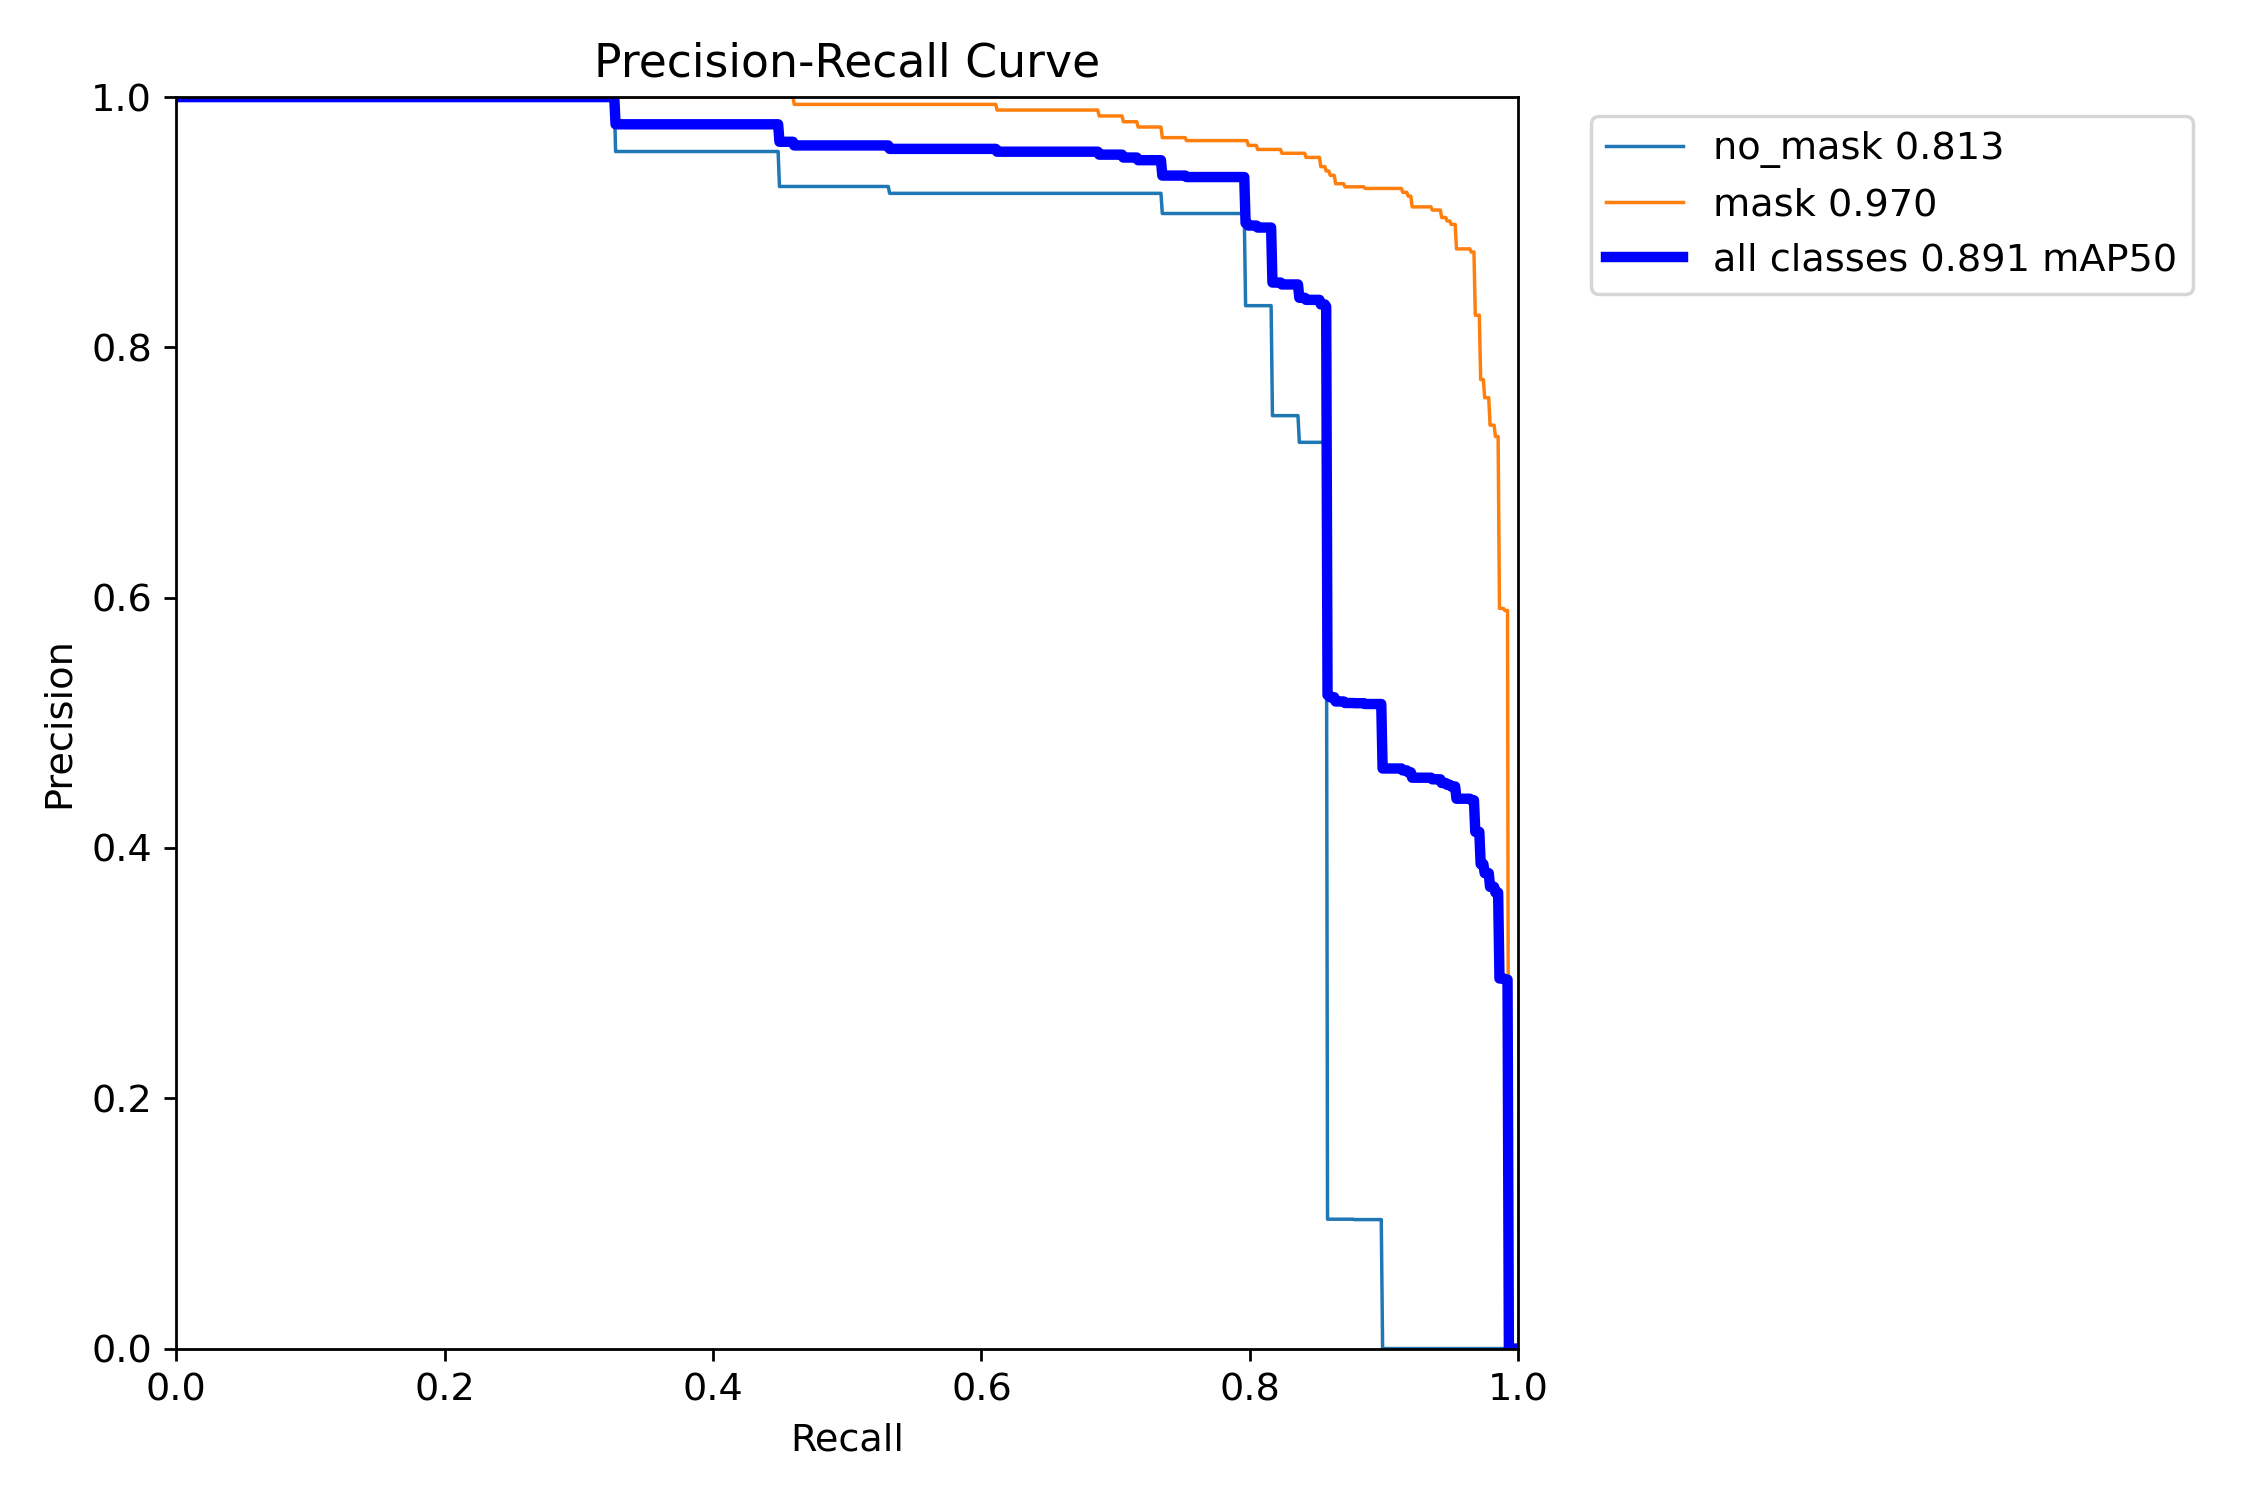 Precision-Recall Curve
1.0
0.8
0.6
0.4
0.2
0.0
Precision
0.0 0.2 0.4 0.6 0.8 1.0
Recall
no_mask 0.813
mask 0.970
all classes 0.891 mAP50